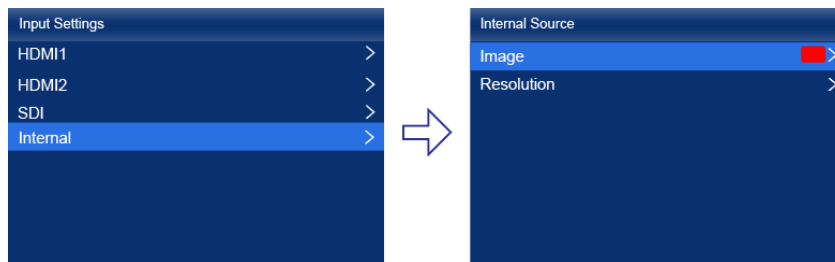 Input Settings
HDMI1
HDMI2
SDI
Internal
Internal Source
Image
Resolution